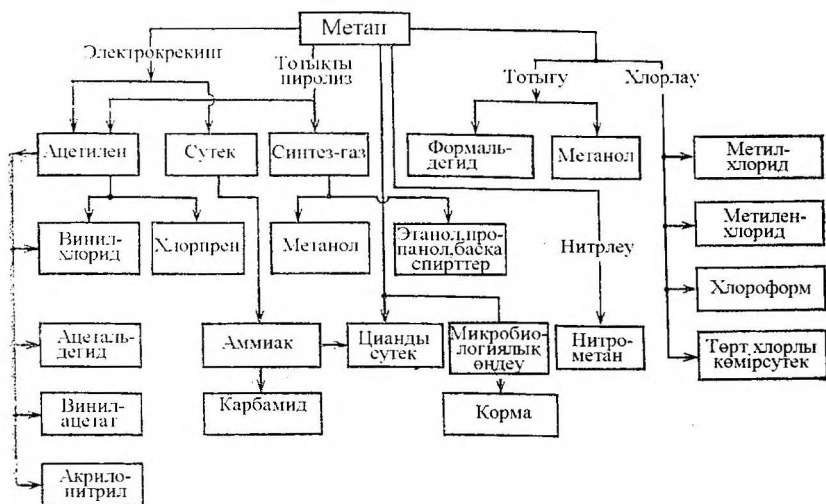 Метан
Электрокрекинг
Тотықты
пиролиз
Тотығу
Хлорлау
Ацетилен
Сутек
Синтез-газ
Формаль-
дегид
Метанол
Метил-
хлорид
Винил-
хлорид
Хлорпрен
Метанол
Этанол,про-
панол,басқа
спирттер
Нитрлеу
Метилен-
хлорид
Хлороформ
Ацеталь-
дегид
Аммиак
Цианды
сутек
Микроби-
ологиялық
өңдеу
Нитро-
метан
Төрт хлорлы
көмірсутек
Винил-
ацетат
Карбамид
Корма
Акрило-
нитрил